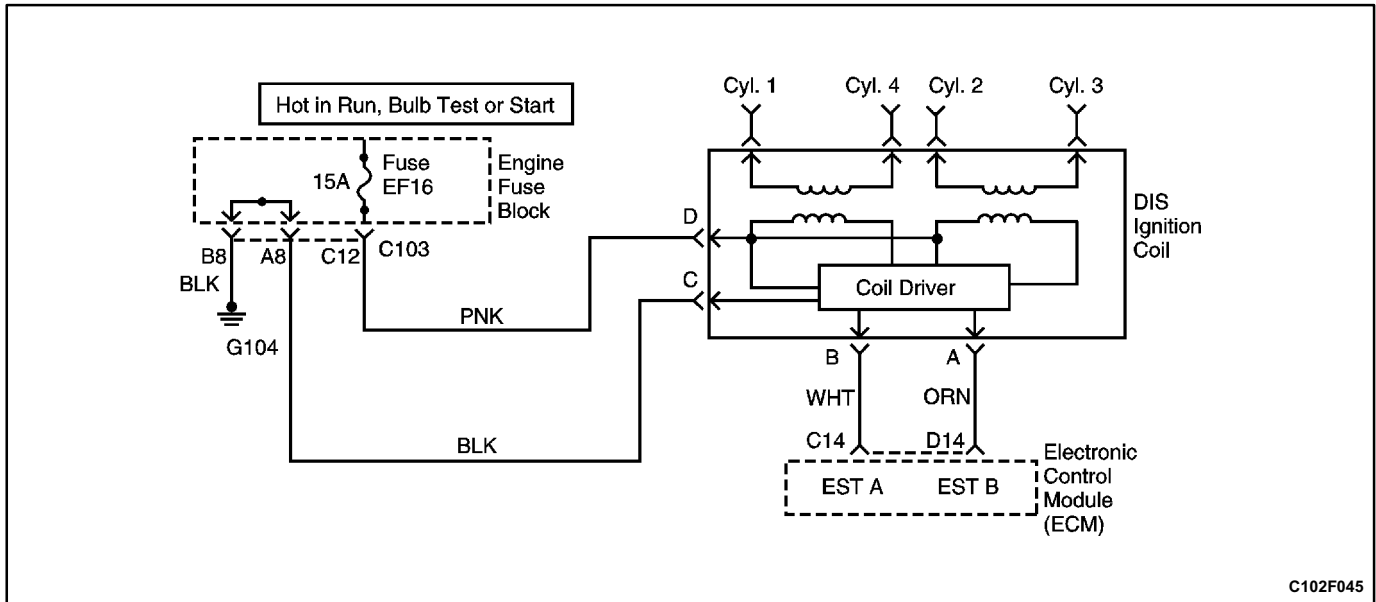 Cyl. 1
Cyl. 4
Cyl. 2
Cyl. 3
Hot in Run, Bulb Test or Start
15A
Fuse
EF16
Engine
Fuse
Block
DIS
Ignition
Coil
D
B8
A8
C12
C103
BLK
C
Coil Driver
PNK
G104
B
A
WHT
ORN
BLK
C14
D14
EST A
EST B
Electronic
Control
Module
(ECM)
C102F045